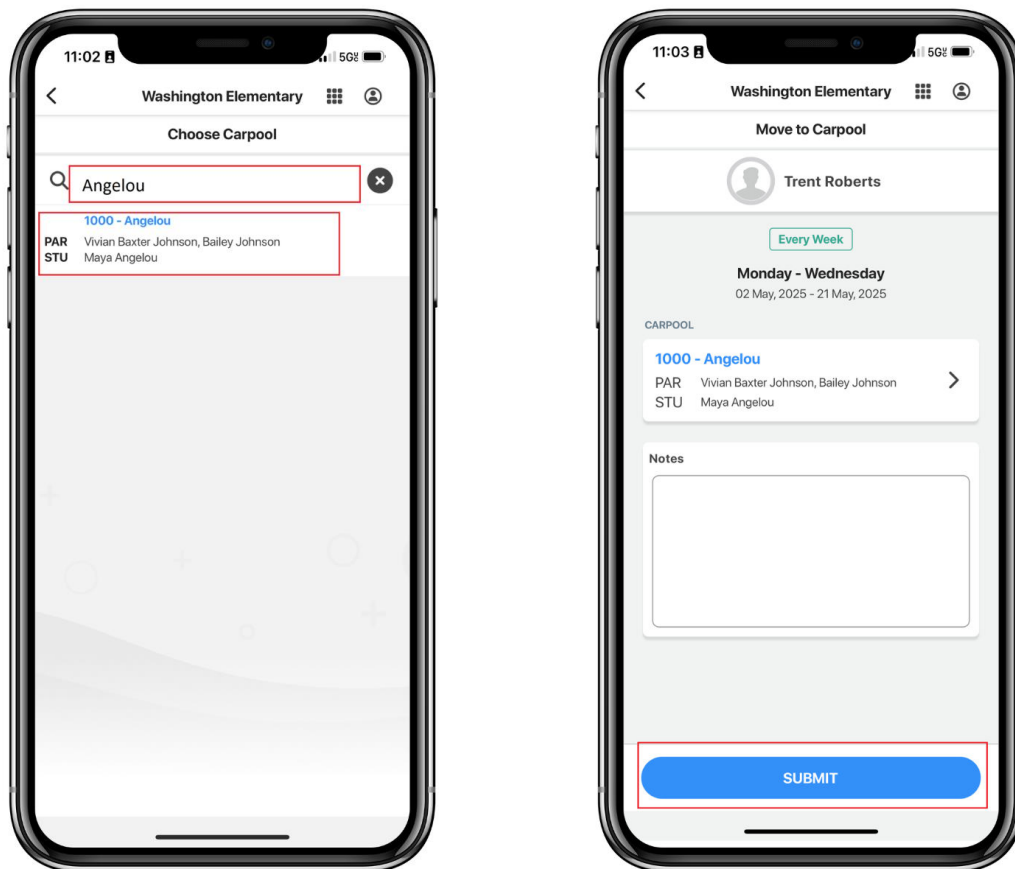 11:02
5G
Washington Elementary
Choose Carpool
Angelou
1000 - Angelou
PAR Vivian Baxter Johnson, Bailey Johnson
STU Maya Angelou
11:03
5G
Washington Elementary
Move to Carpool
Trent Roberts
Every Week
Monday - Wednesday
02 May, 2025 - 21 May, 2025
CARPOOL
1000 - Angelou
PAR Vivian Baxter Johnson, Bailey Johnson
STU Maya Angelou
Notes
SUBMIT